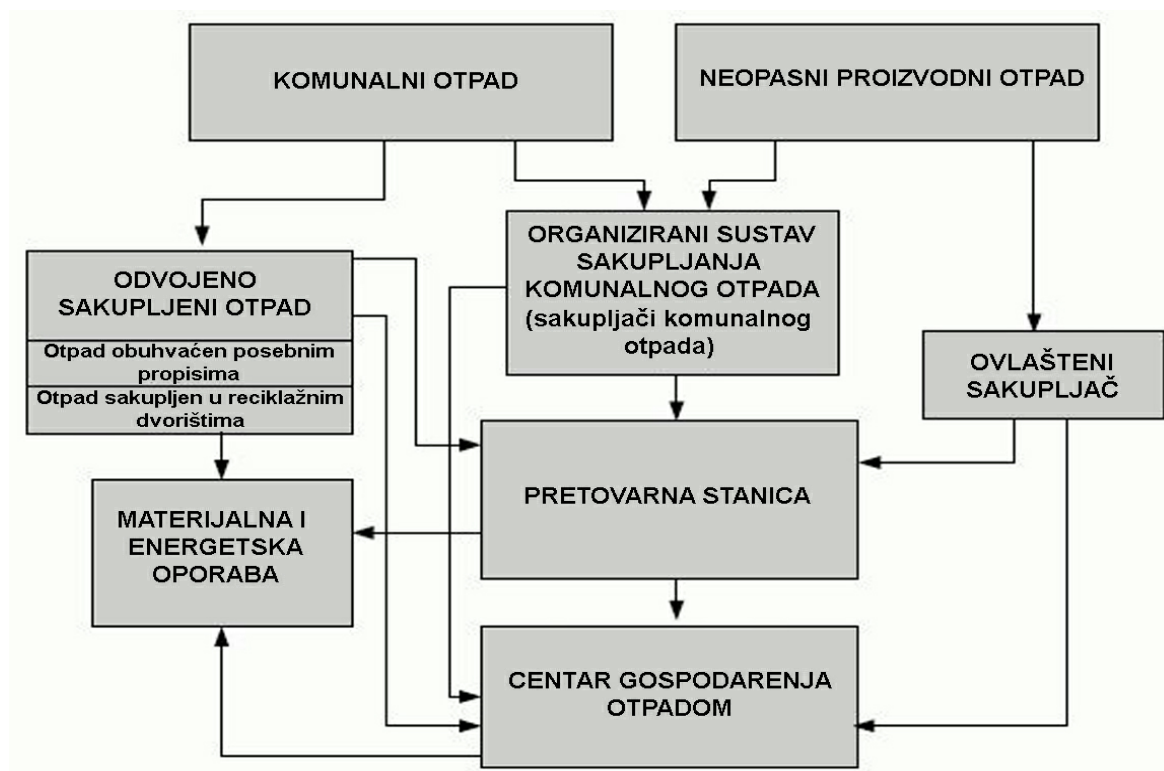 KOMUNALNI OTPAD
NEOPASNI PROIZVODNI OTPAD
ORGANIZIRANI SUSTAV
SAKUPLJANJA
KOMUNALNOG OTPADA
(sakupljači komunalnog
otpada)
ODVOJENO
SAKUPLJENI OTPAD
Otpad obuhvaćen posebnim
propisima
Otpad sakupljen u reciklažnim
dvorištima
OVLAŠTENI
SAKUPLJAČ
PRETOVARNA STANICA
MATERIJALNA I
ENERGETSKA
OPORABA
CENTAR GOSPODARENJA
OTPADOM